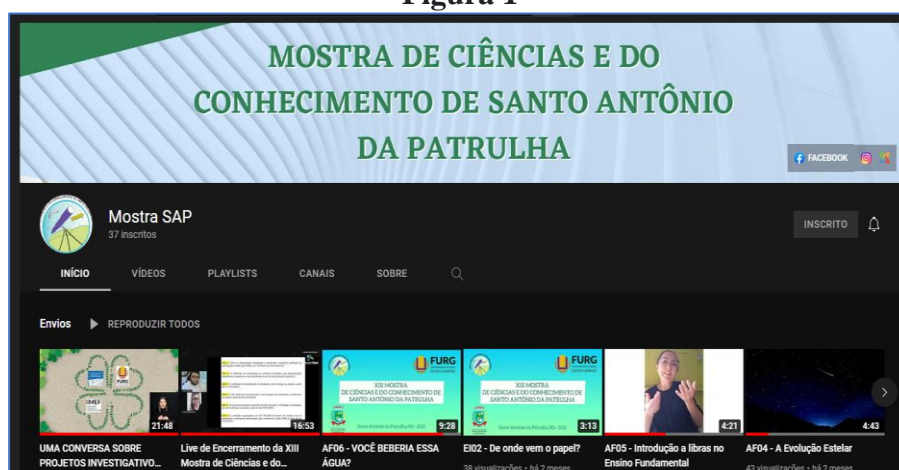 Figura 1
MOSTRA DE CIÊNCIAS E DO
CONHECIMENTO DE SANTO ANTÔNIO
DA PATRULHA
FACEBOOK
Mostra SAP
37 inscritos
INSCRITO
INÍCIO VÍDEOS PLAYLISTS CANAIS SOBRE
Envios REPRODUZIR TODOS
FURG
21:48
16:53
FURG
XIII MOSTRA
DE CIÊNCIAS E DO CONHECIMENTO DE
SANTO ANTÔNIO DA PATRULHA
9:28
FURG
XIII MOSTRA
DE CIÊNCIAS E DO CONHECIMENTO DE
SANTO ANTÔNIO DA PATRULHA
3:13
4:21
4:43
UMA CONVERSA SOBRE
PROJETOS INVESTIGATIVO...
Live de Encerramento da XIII
Mostra de Ciências e do...
AF06 - VOCÊ BEBERIA ESSA
ÁGUA?
EI02 - De onde vem o papel?
38 visualizações • há 2 meses
AF05 - Introdução a libras no
Ensino Fundamental
AF04 - A Evolução Estelar
43 visualizações • há 2 meses